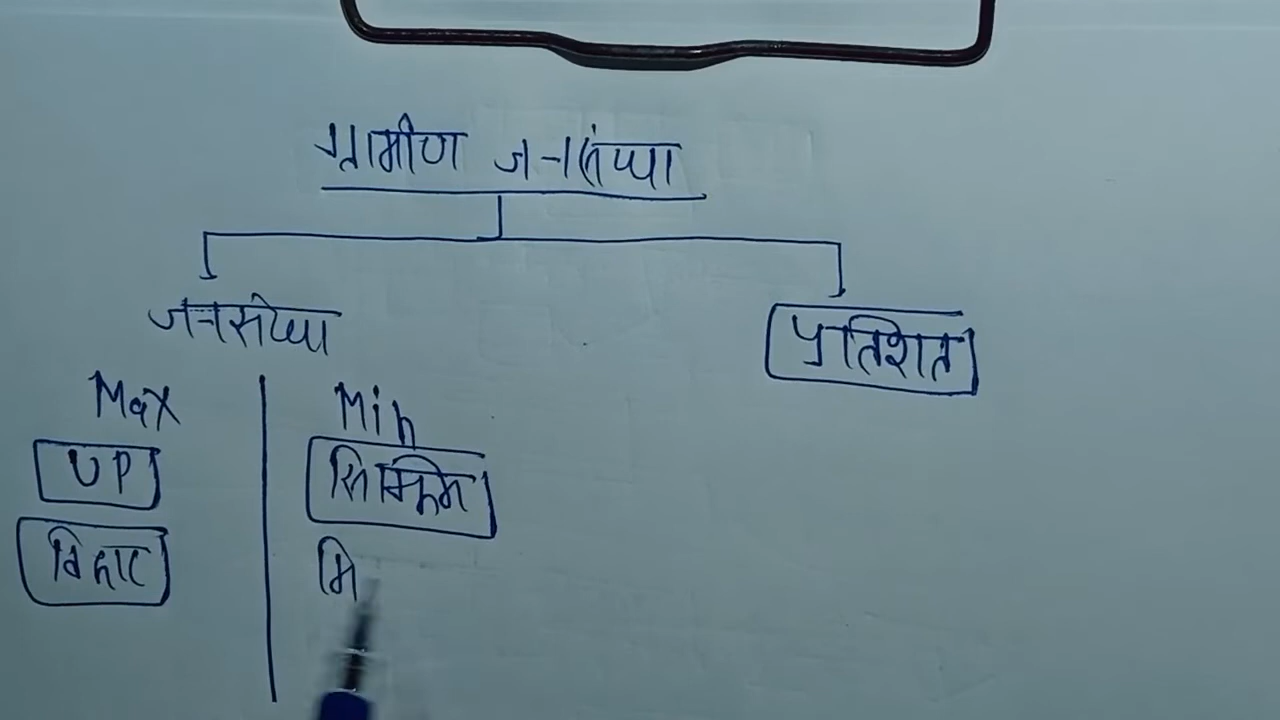 ग्रामीण जनसंख्या
जनसंख्या
प्रतिशत
Max
Min
UP
सिक्किम
बिहार
मि